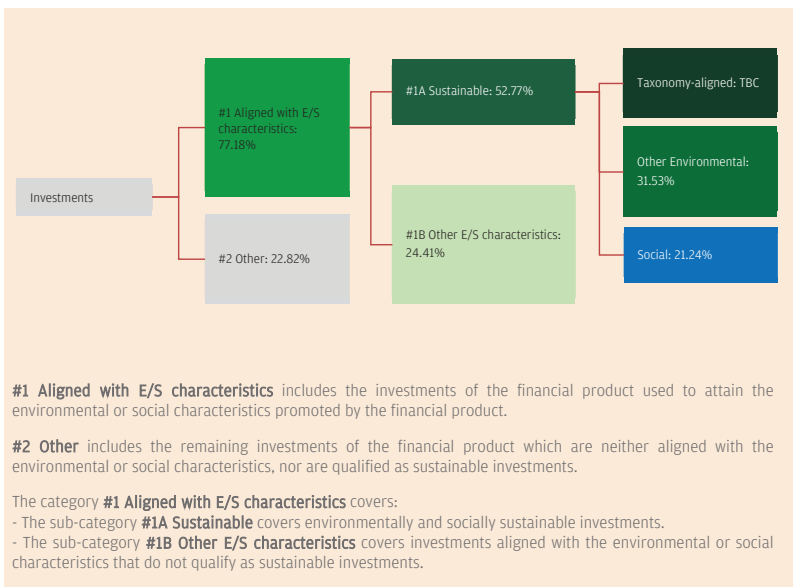 Investments
#1 Aligned with E/S
characteristics:
77.18%
#2 Other: 22.82%
#1A Sustainable: 52.77%
#1B Other E/S characteristics:
24.41%
Taxonomy-aligned: TBC
Other Environmental:
31.53%
Social: 21.24%
#1 Aligned with E/S characteristics includes the investments of the financial product used to attain the
environmental or social characteristics promoted by the financial product.
#2 Other includes the remaining investments of the financial product which are neither aligned with the
environmental or social characteristics, nor are qualified as sustainable investments.
The category #1 Aligned with E/S characteristics covers:
- The sub-category #1A Sustainable covers environmentally and socially sustainable investments.
- The sub-category #1B Other E/S characteristics covers investments aligned with the environmental or social
characteristics that do not qualify as sustainable investments.